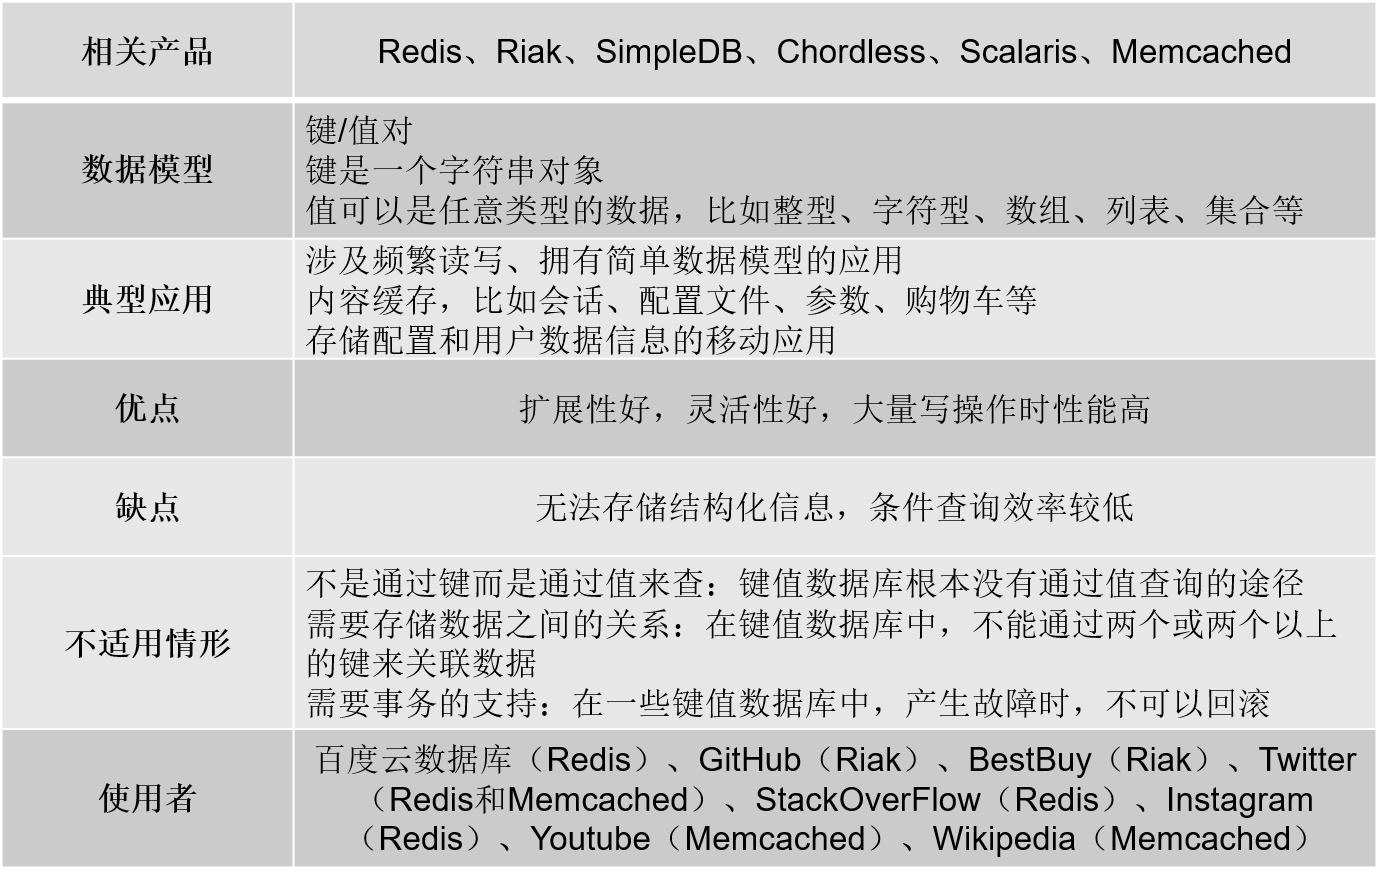 相关产品
Redis、Riak、SimpleDB、Chordless、Scalaris、Memcached
数据模型
键/值对
键是一个字符串对象
值可以是任意类型的数据，比如整型、字符型、数组、列表、集合等
典型应用
涉及频繁读写、拥有简单数据模型的应用
内容缓存，比如会话、配置文件、参数、购物车等
存储配置和用户数据信息的移动应用
优点
扩展性好，灵活性好，大量写操作时性能高
缺点
无法存储结构化信息，条件查询效率较低
不适用情形
不是通过键而是通过值来查：键值数据库根本没有通过值查询的途径
需要存储数据之间的关系：在键值数据库中，不能通过两个或两个以上
的键来关联数据
需要事务的支持：在一些键值数据库中，产生故障时，不可以回滚
使用者
百度云数据库（Redis）、GitHub（Riak）、BestBuy（Riak）、Twitter
（Redis和Memcached）、StackOverFlow（Redis）、Instagram
（Redis）、Youtube（Memcached）、Wikipedia（Memcached）